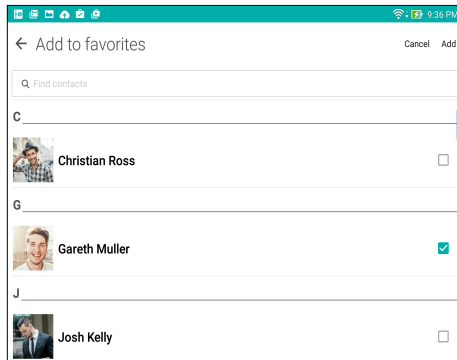 9:36 PM
Add to favorites
Cancel Add
Find contacts
C
Christian Ross
G
Gareth Muller
J
Josh Kelly